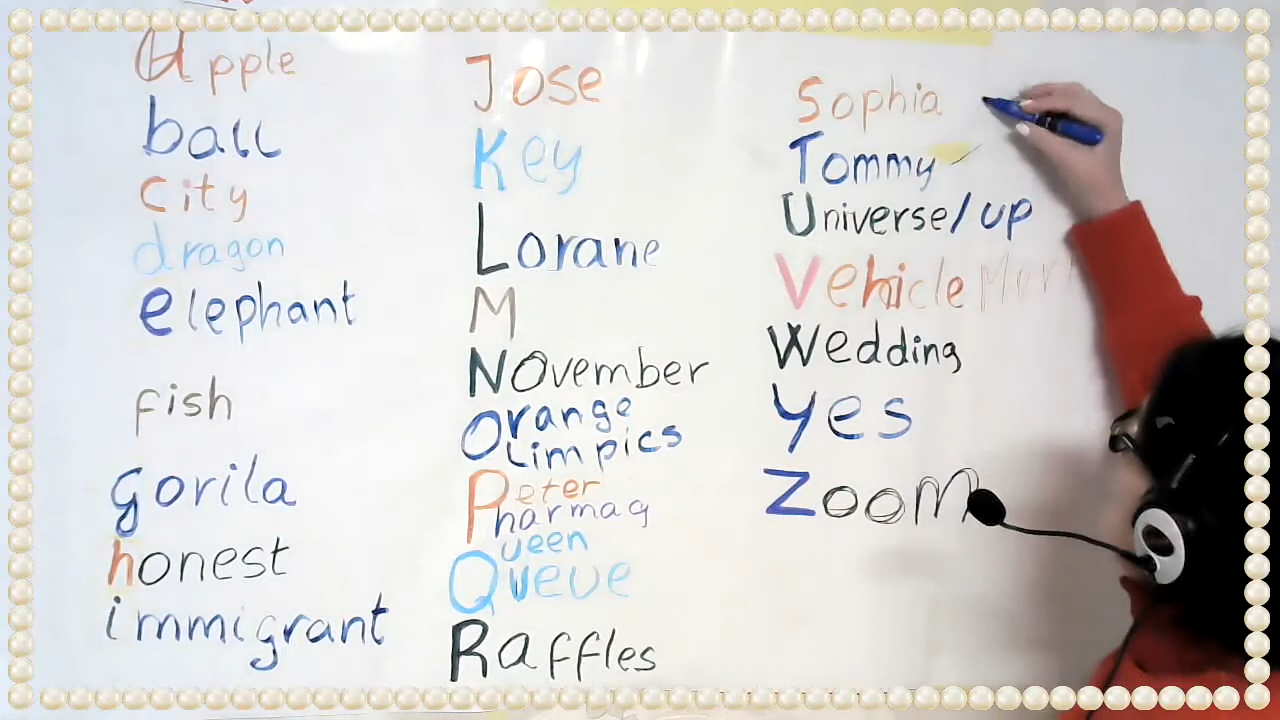 apple
ball
city
dragon
elephant
fish
gorila
honest
immigrant
Jose
Key
Lorane
M
November
Orange
Olimpics
Peter
Pharmaq
Queen
Queue
Raffles
Sophia
Tommy
Universe/up
Vehicle
Wedding
Yes
Zoom